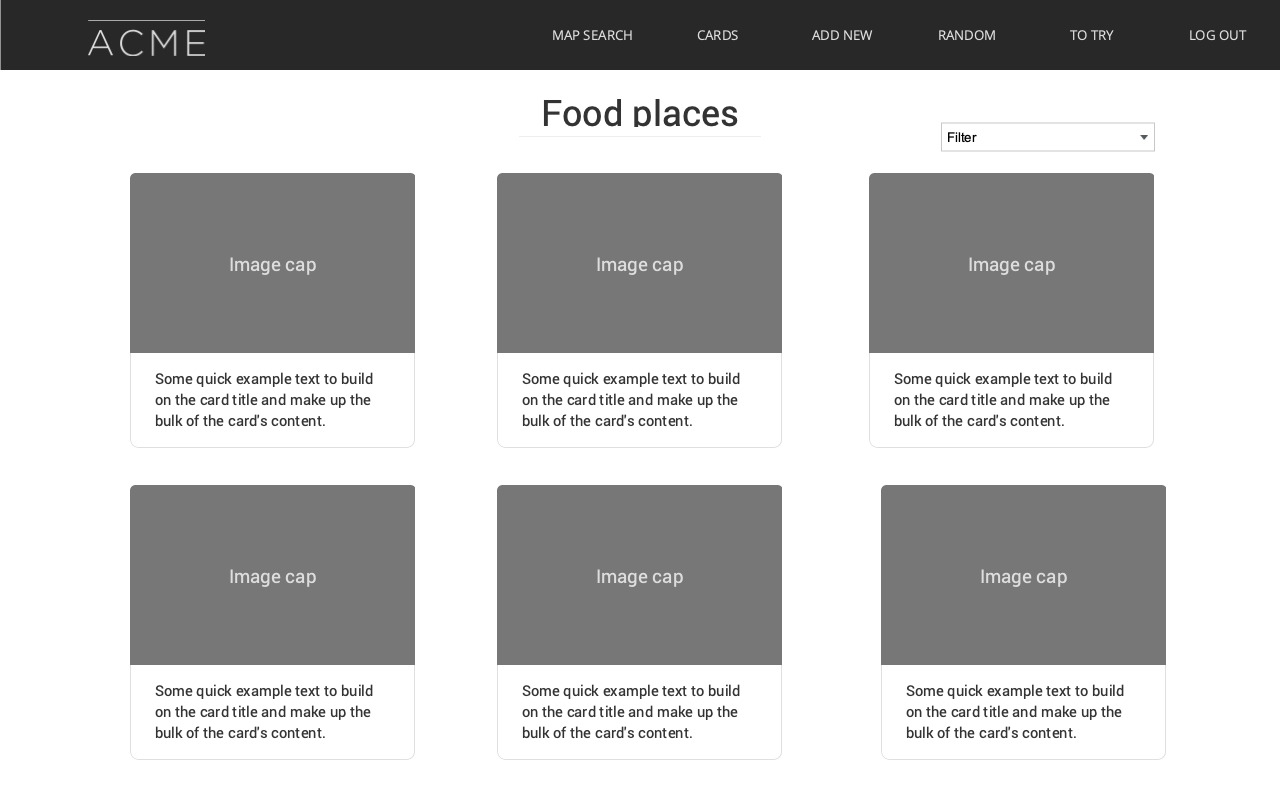 ACME
MAP SEARCH
CARDS
ADD NEW
RANDOM
TO TRY
LOG OUT
Food places
Filter
Image cap
Image cap
Image cap
Some quick example text to build
on the card title and make up the
bulk of the card's content.
Some quick example text to build
on the card title and make up the
bulk of the card's content.
Some quick example text to build
on the card title and make up the
bulk of the card's content.
Image cap
Image cap
Image cap
Some quick example text to build
on the card title and make up the
bulk of the card's content.
Some quick example text to build
on the card title and make up the
bulk of the card's content.
Some quick example text to build
on the card title and make up the
bulk of the card's content.